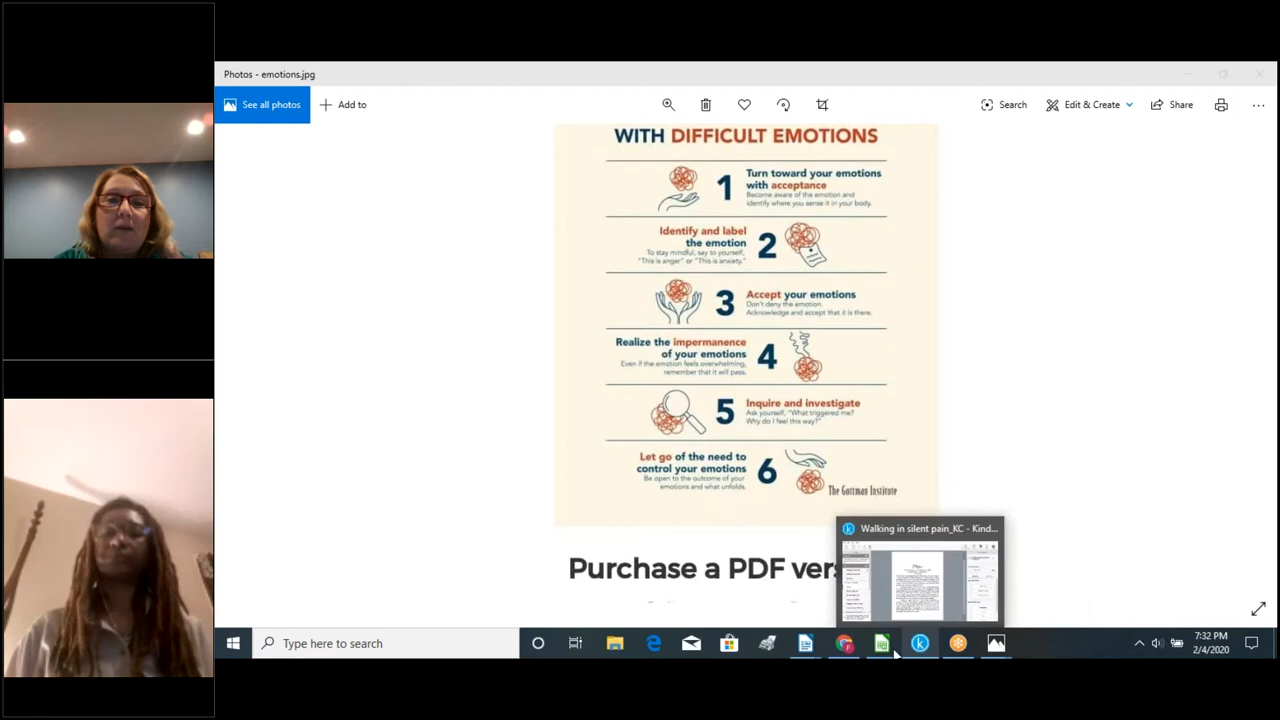 Photos - emotions.jpg
See all photos
Add to
Search
Edit & Create
Share
WITH DIFFICULT EMOTIONS
1
Turn toward your emotions
with acceptance
Become aware of the emotion and
identify where you sense it in your body.
Identify and label
the emotion
2
To stay mindful, say to yourself,
"This is anger" or "This is anxiety."
3
Accept your emotions
Don't deny the emotion.
Acknowledge and accept that it is there.
Realize the impermanence
of your emotions
4
Even if the emotion feels overwhelming,
remember that it will pass.
5
Inquire and investigate
Ask yourself, "What triggered me?
Why do I feel this way?"
Let go of the need to
control your emotions
6
Be open to the outcome of your
emotions and what unfolds.
The Gottman Institute
Walking in silent pain_KC - Kind...
Purchase a PDF vers
Type here to search
7:32 PM
2/4/2020